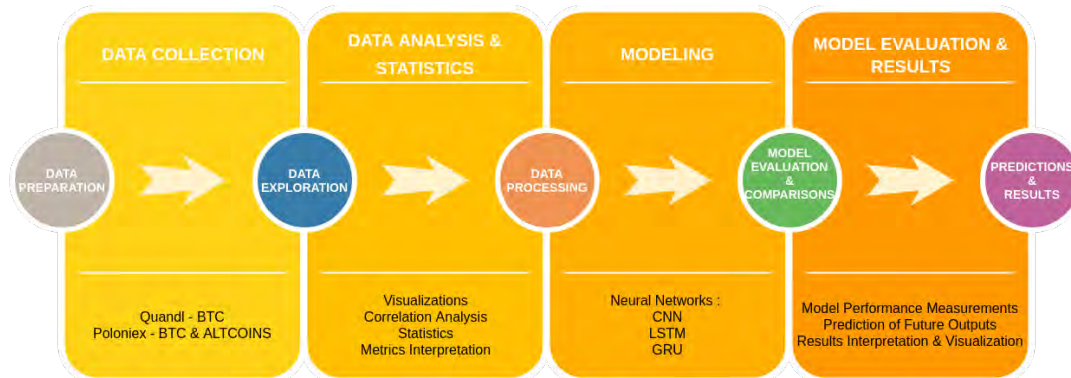 DATA COLLECTION
DATA ANALYSIS &
STATISTICS
MODELING
MODEL EVALUATION &
RESULTS
DATA
PREPARATION
DATA
EXPLORATION
DATA
PROCESSING
MODEL
EVALUATION
&
COMPARISONS
PREDICTIONS
&
RESULTS
Quandl - BTC
Poloniex - BTC & ALTCOINS
Visualizations
Correlation Analysis
Statistics
Metrics Interpretation
Neural Networks :
CNN
LSTM
GRU
Model Performance Measurements
Prediction of Future Outputs
Results Interpretation & Visualization